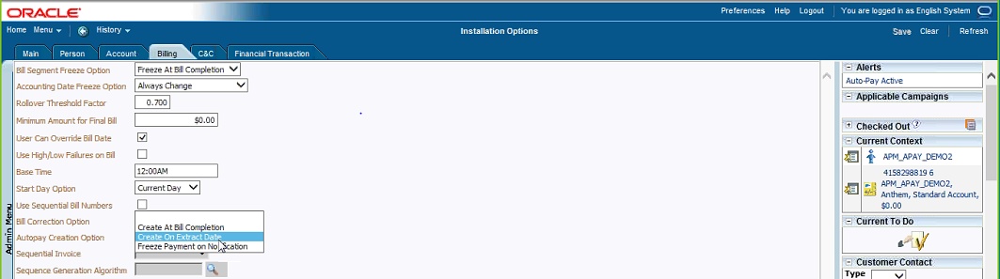 ORACLE
Preferences Help Logout You are logged in as English System
Home Menu History Installation Options Save Clear Refresh
Main Person Account Billing C&C Financial Transaction
Admin Menu
Bill Segment Freeze Option Freeze At Bill Completion
Accounting Date Freeze Option Always Change
Rollover Threshold Factor 0.700
Minimum Amount for Final Bill $0.00
User Can Override Bill Date
Use High/Low Failures on Bill
Base Time 12:00AM
Start Day Option Current Day
Use Sequential Bill Numbers
Bill Correction Option
Create At Bill Completion
Autopay Creation Option Create On Extract Date
Freeze Payment on
Sequential Invoice
Sequence Generation Algorithm
Alerts
Auto-Pay Active
Applicable Campaigns
Checked Out ?
Current Context
APM_APAY_DEMO2
4158298819 6
APM_APAY_DEMO2,
Anthem, Standard Account,
$0.00
Current To Do
Customer Contact
Type